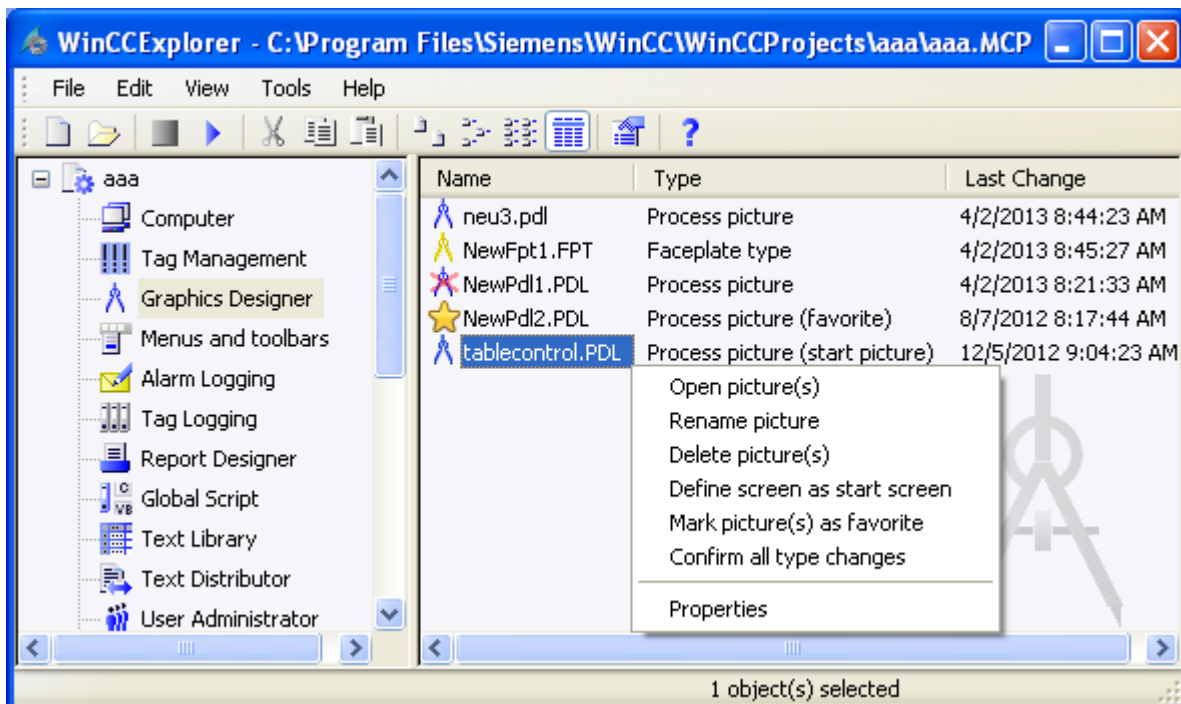 WinCCExplorer - C:\Program Files\Siemens\WinCC\WinCCProjects\aaa\aaa.MCP
File Edit View Tools Help
aaa
Computer
Tag Management
Graphics Designer
Menus and toolbars
Alarm Logging
Tag Logging
Report Designer
Global Script
Text Library
Text Distributor
User Administrator
Name Type Last Change
neu3.pdl Process picture 4/2/2013 8:44:23 AM
NewFpt1.FPT Faceplate type 4/2/2013 8:45:27 AM
NewPdl1.PDL Process picture 4/2/2013 8:21:33 AM
NewPdl2.PDL Process picture (favorite) 8/7/2012 8:17:44 AM
tablecontrol.PDL Process picture (start picture) 12/5/2012 9:04:23 AM
Open picture(s)
Rename picture
Delete picture(s)
Define screen as start screen
Mark picture(s) as favorite
Confirm all type changes
Properties
1 object(s) selected